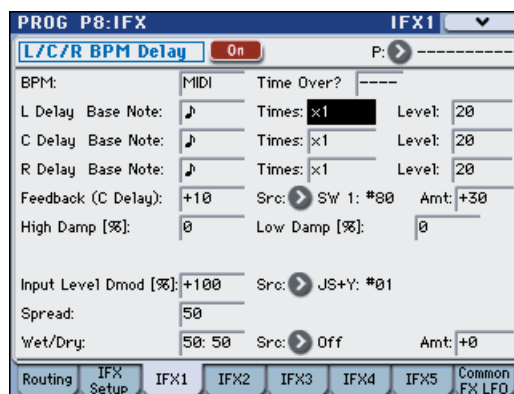 PROG P8:IFX IFX1
L/C/R BPM Delay On P: ----------
BPM: MIDI Time Over? ----
L Delay Base Note: ♪ Times: x1 Level: 20
C Delay Base Note: ♪ Times: x1 Level: 20
R Delay Base Note: ♪ Times: x1 Level: 20
Feedback (C Delay): +10 Src: SW 1: #80 Amt: +30
High Damp [%]: 0 Low Damp [%]: 0
Input Level Dmod [%]: +100 Src: JS+Y: #01
Spread: 50
Wet/Dry: 50: 50 Src: Off Amt: +0
Routing IFX Setup IFX1 IFX2 IFX3 IFX4 IFX5 Common FX LFO